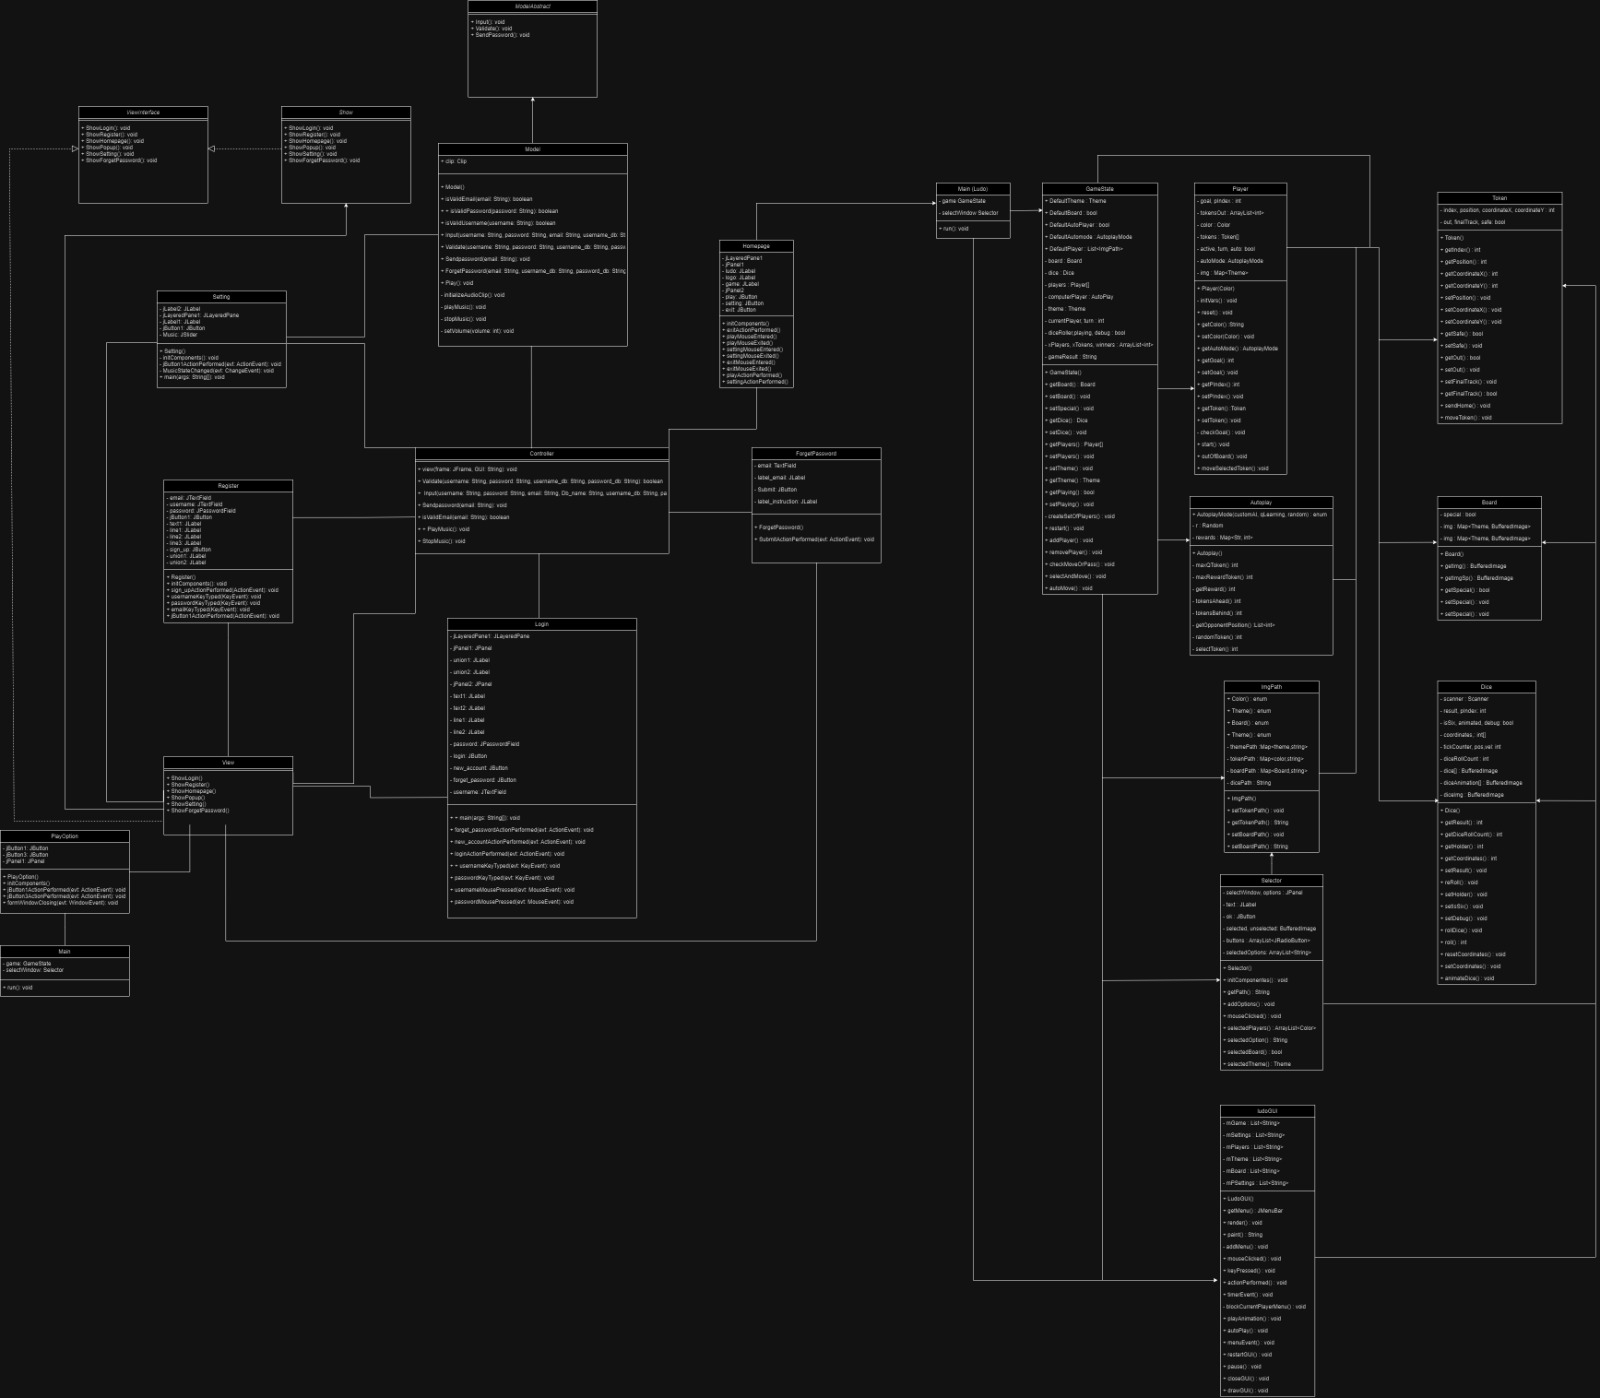 ModelAbstract
+ Input(): void
+ Validate(): void
+ SendPassword(): void
ViewInterface
+ ShowLogin(): void
+ ShowRegister(): void
+ ShowHomepage(): void
+ ShowPopup(): void
+ ShowSetting(): void
+ ShowForgetPassword(): void
Show
+ ShowLogin(): void
+ ShowRegister(): void
+ ShowHomepage(): void
+ ShowPopup(): void
+ ShowSetting(): void
+ ShowForgetPassword(): void
Model
+ clip: Clip
+ Model()
+ isValidEmail(email: String): boolean
+ + isValidPassword(password: String): boolean
+ isValidUsername(username: String): boolean
+ Input(username: String, password: String, email: String, username_db: St
+ Validate(username: String, password: String, username_db: String, passw
+ Sendpassword(email: String): void
+ ForgetPassword(email: String, username_db: String, password_db: String
+ Play(): void
- initializeAudioClip(): void
- playMusic(): void
- stopMusic(): void
- setVolume(volume: int): void
Setting
- jLabel2: JLabel
- jLayeredPane1: JLayeredPane
- jLabel1: JLabel
- jButton1: JButton
- Music: JSlider
+ Setting()
- initComponents(): void
- jButton1ActionPerformed(evt: ActionEvent): void
- MusicStateChanged(evt: ChangeEvent): void
+ main(args: String[]): void
Homepage
- jLayeredPane1
- jPanel1
- ludo: JLabel
- logo: JLabel
- game: JLabel
- jPanel2
- play: JButton
- setting: JButton
- exit: JButton
+ initComponents()
+ exitActionPerformed()
+ playMouseEntered()
+ playMouseExited()
+ settingMouseEntered()
+ settingMouseExited()
+ exitMouseEntered()
+ exitMouseExited()
+ playActionPerformed()
+ settingActionPerformed()
Controller
+ view(frame: JFrame, GUI: String): void
+ Validate(username: String, password: String, username_db: String, password_db: String): boolean
+ Input(username: String, password: String, email: String, Db_name: String, username_db: String, pa
+ Sendpassword(email: String): void
+ isValidEmail(email: String): boolean
+ + PlayMusic(): void
+ StopMusic(): void
ForgetPassword
- email: TextField
- label_email: JLabel
- Submit: JButton
- label_instruction: JLabel
+ ForgetPassword()
+ SubmitActionPerformed(evt: ActionEvent): void
Register
- email: JTextField
- username: JTextField
- password: JPasswordField
- jButton1: JButton
- text1: JLabel
- line1: JLabel
- line2: JLabel
- line3: JLabel
- sign_up: JButton
- union1: JLabel
- union2: JLabel
+ Register()
+ initComponents(): void
+ sign_upActionPerformed(ActionEvent): void
+ usernameKeyTyped(KeyEvent): void
+ passwordKeyTyped(KeyEvent): void
+ emailKeyTyped(KeyEvent): void
+ jButton1ActionPerformed(ActionEvent): void
Login
- jLayeredPane1: JLayeredPane
- jPanel1: JPanel
- union1: JLabel
- union2: JLabel
- jPanel2: JPanel
- text1: JLabel
- text2: JLabel
- line1: JLabel
- line2: JLabel
- password: JPasswordField
- login: JButton
- new_account: JButton
- forget_password: JButton
- username: JTextField
+ + main(args: String[]): void
+ forget_passwordActionPerformed(evt: ActionEvent): void
+ new_accountActionPerformed(evt: ActionEvent): void
+ loginActionPerformed(evt: ActionEvent): void
+ + usernameKeyTyped(evt: KeyEvent): void
+ passwordKeyTyped(evt: KeyEvent): void
+ usernameMousePressed(evt: MouseEvent): void
+ passwordMousePressed(evt: MouseEvent): void
View
+ ShowLogin()
+ ShowRegister()
+ ShowHomepage()
+ ShowPopup()
+ ShowSetting()
+ ShowForgetPassword()
PlayOption
- jButton1: JButton
- jButton3: JButton
- jPanel1: JPanel
+ PlayOption()
+ initComponents()
+ jButton1ActionPerformed(evt: ActionEvent): void
+ jButton3ActionPerformed(evt: ActionEvent): void
+ formWindowClosing(evt: WindowEvent): void
Main
- game: GameState
- selectWindow: Selector
+ run(): void
Main (Ludo)
- game GameState
- selectWindow Selector
+ run(): void
GameState
+ DefaultTheme : Theme
+ DefaultBoard : bool
+ DefaultAutoPlayer : bool
+ DefaultAutomode : AutoplayMode
+ DefaultPlayer : List<ImgPath>
- board : Board
- dice : Dice
- players : Player[]
- computerPlayer : AutoPlay
- theme : Theme
- currentPlayer, turn : int
- diceRoller,playing, debug : bool
- xPlayers, xTokens, winners : ArrayList<int>
- gameResult : String
+ GameState()
+ getBoard() : Board
+ setBoard() : void
+ setSpecial() : void
+ getDice() : Dice
+ setDice() : void
+ getPlayers() : Player[]
+ setPlayers() : void
+ setTheme() : void
+ getTheme() : Theme
+ getPlaying() : bool
+ setPlaying() : void
- createSetOfPlayers() : void
+ restart() : void
+ addPlayer() : void
+ removePlayer() : void
+ checkMoveOrPass() : void
+ selectAndMove() : void
+ autoMove() : void
Player
- goal, pIndex : int
- tokensOut : ArrayList<int>
- color : Color
- tokens : Token[]
- active, turn, auto: bool
- autoMode: AutoplayMode
- img : Map<Theme>
+ Player(Color)
- initVars() : void
+ reset() : void
+ getColor() :String
+ setColor(Color) : void
+ getAutoMode() : AutoplayMode
+ getGoal() : int
+ setGoal() : void
+ getPIndex() : int
+ setPIndex() : void
+ getToken() : Token
+ setToken() :void
- checkGoal() : void
+ start() : void
+ outOfBoard() : void
+ moveSelectedToken() : void
Token
- index, position, coordinateX, coordinateY : int
- out, finalTrack, safe: bool
+ Token()
+ getIndex() : int
+ getPosition() : int
+ getCoordinateX() : int
+ getCoordinateY() : int
+ setPosition() : void
+ setCoordinateX() : void
+ setCoordinateY() : void
+ getSafe() : bool
+ setSafe() : void
+ getOut() : bool
+ setOut() : void
+ setFinalTrack() : void
+ getFinalTrack() : bool
+ sendHome() : void
+ moveToken() : void
Autoplay
+ AutoplayMode(customAI, qLearning, random) : enum
- r : Random
- rewards : Map<Str, int>
+ Autoplay()
- maxQToken() : int
- maxRewardToken() : int
- getReward() : int
- tokensAhead() : int
- tokensBehind() : int
- getOpponentPosition() :List<int>
- randomToken() : int
- selectToken() : int
Board
- special : bool
- img : Map<Theme, BufferedImage>
- img : Map<Theme, BufferedImage>
+ Board()
+ getImg() : BufferedImage
+ getImgSp() : BufferedImage
+ getSpecial() : bool
+ setSpecial() : void
+ setSpecial() : void
ImgPath
+ Color() : enum
+ Theme() : enum
+ Board() : enum
+ Theme() : enum
- themePath :Map<theme,string>
- tokenPath : Map<color,string>
- boardPath : Map<Board,string>
- dicePath : String
+ ImgPath()
+ setTokenPath() : void
+ getTokenPath() : String
+ setBoardPath() : void
+ setBoardPath() : String
Dice
- scanner : Scanner
- result, pindex: int
- isSix, animated, debug: bool
- coordinates, : int[]
- tickCounter, pos,vel: int
- diceRollCount : int
- dice[] : BufferedImage
- diceAnimation[] : BufferedImage
- diceImg : BufferedImage
+ Dice()
+ getResult() : int
+ getDiceRollCount() : int
+ getHolder() : int
+ getCoordinates() : int
+ setResult() : void
+ reRoll() : void
+ setHolder() : void
+ setIsSix() : void
+ setDebug() : void
+ rollDice() : void
+ roll() : int
+ resetCoordinates() : void
+ setCoordinates() : void
+ animateDice() : void
Selector
- selectWindow, options : JPanel
- text: JLabel
- ok : JButton
- selected, unselected: BufferedImage
- buttons : ArrayList<JRadioButton>
- selectedOptions: ArrayList<String>
+ Selector()
+ initComponentes() : void
+ getPath() : String
+ addOptions() : void
+ mouseClicked() : void
+ selectedPlayers() : ArrayList<Color>
+ selectedOption() : String
+ selectedBoard() : bool
+ selectedTheme() : Theme
ludoGUI
- mGame : List<String>
- mSettings : List<String>
- mPlayers : List<String>
- mTheme : List<String>
- mBoard : List<String>
- mPSettings : List<String>
+ LudoGUI()
+ getMenu() : JMenuBar
+ render() : void
+ paint() : String
- addMenu() : void
+ mouseClicked() : void
+ keyPressed() : void
+ actionPerformed() : void
+ timerEvent() : void
- blockCurrentPlayerMenu() : void
+ playAnimation() : void
+ autoPlay() : void
+ menuEvent() : void
+ restartGUI() : void
+ pause() : void
+ closeGUI() : void
+ drawGUI() : void